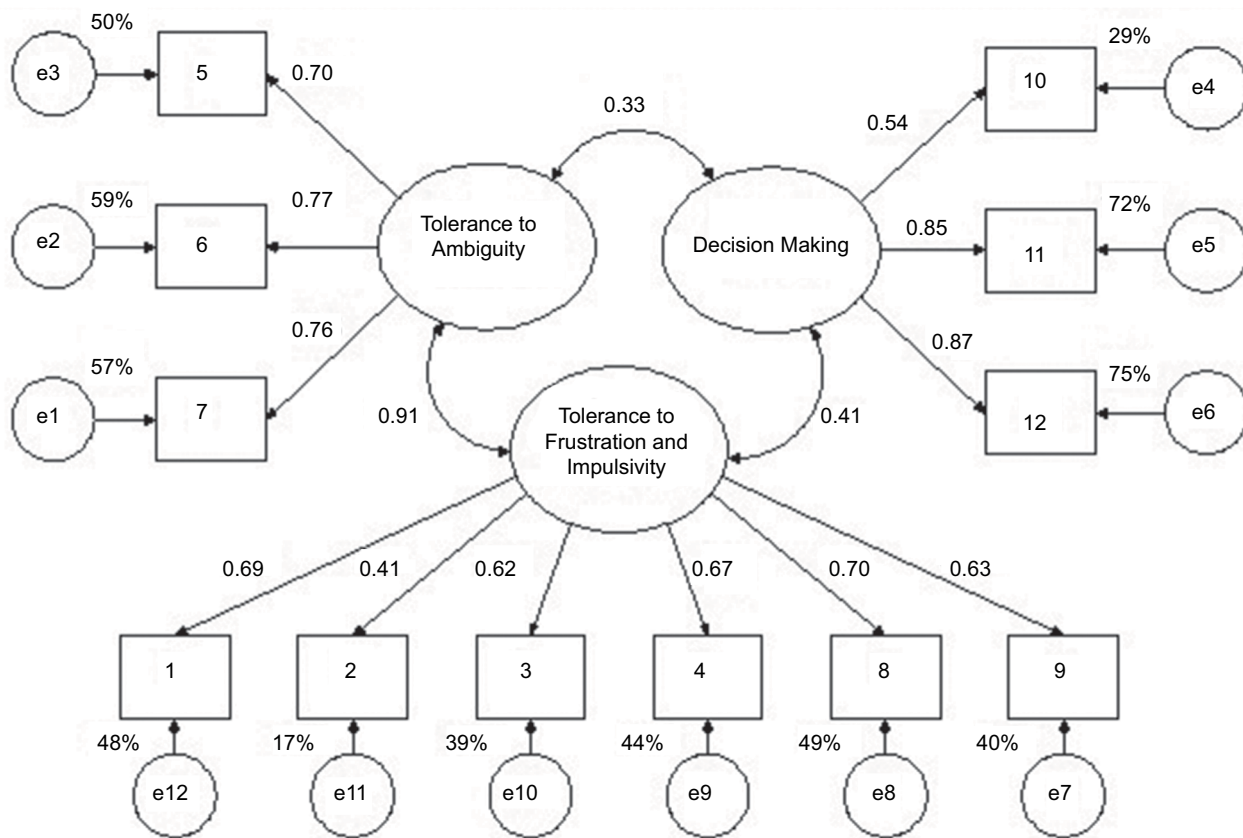 50%
e3
5
0.70
0.33
10
29%
e4
0.54
59%
e2
6
0.77
Tolerance to
Ambiguity
Decision Making
0.85
11
72%
e5
57%
e1
7
0.76
0.91
Tolerance to
Frustration and
Impulsivity
0.41
0.87
12
75%
e6
0.69
0.41
0.62
0.67
0.70
0.63
1
2
3
4
8
9
48%
17%
39%
44%
49%
40%
e12
e11
e10
e9
e8
e7